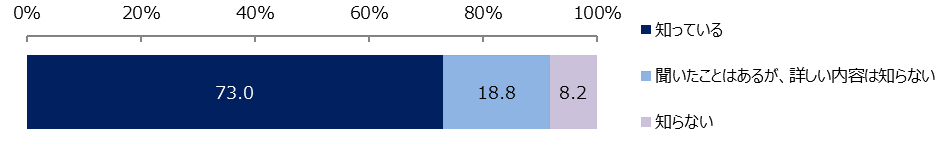 0% 20% 40% 60% 80% 100%
知っている
73.0 18.8 8.2
聞いたことはあるが、詳しい内容は知らない
知らない